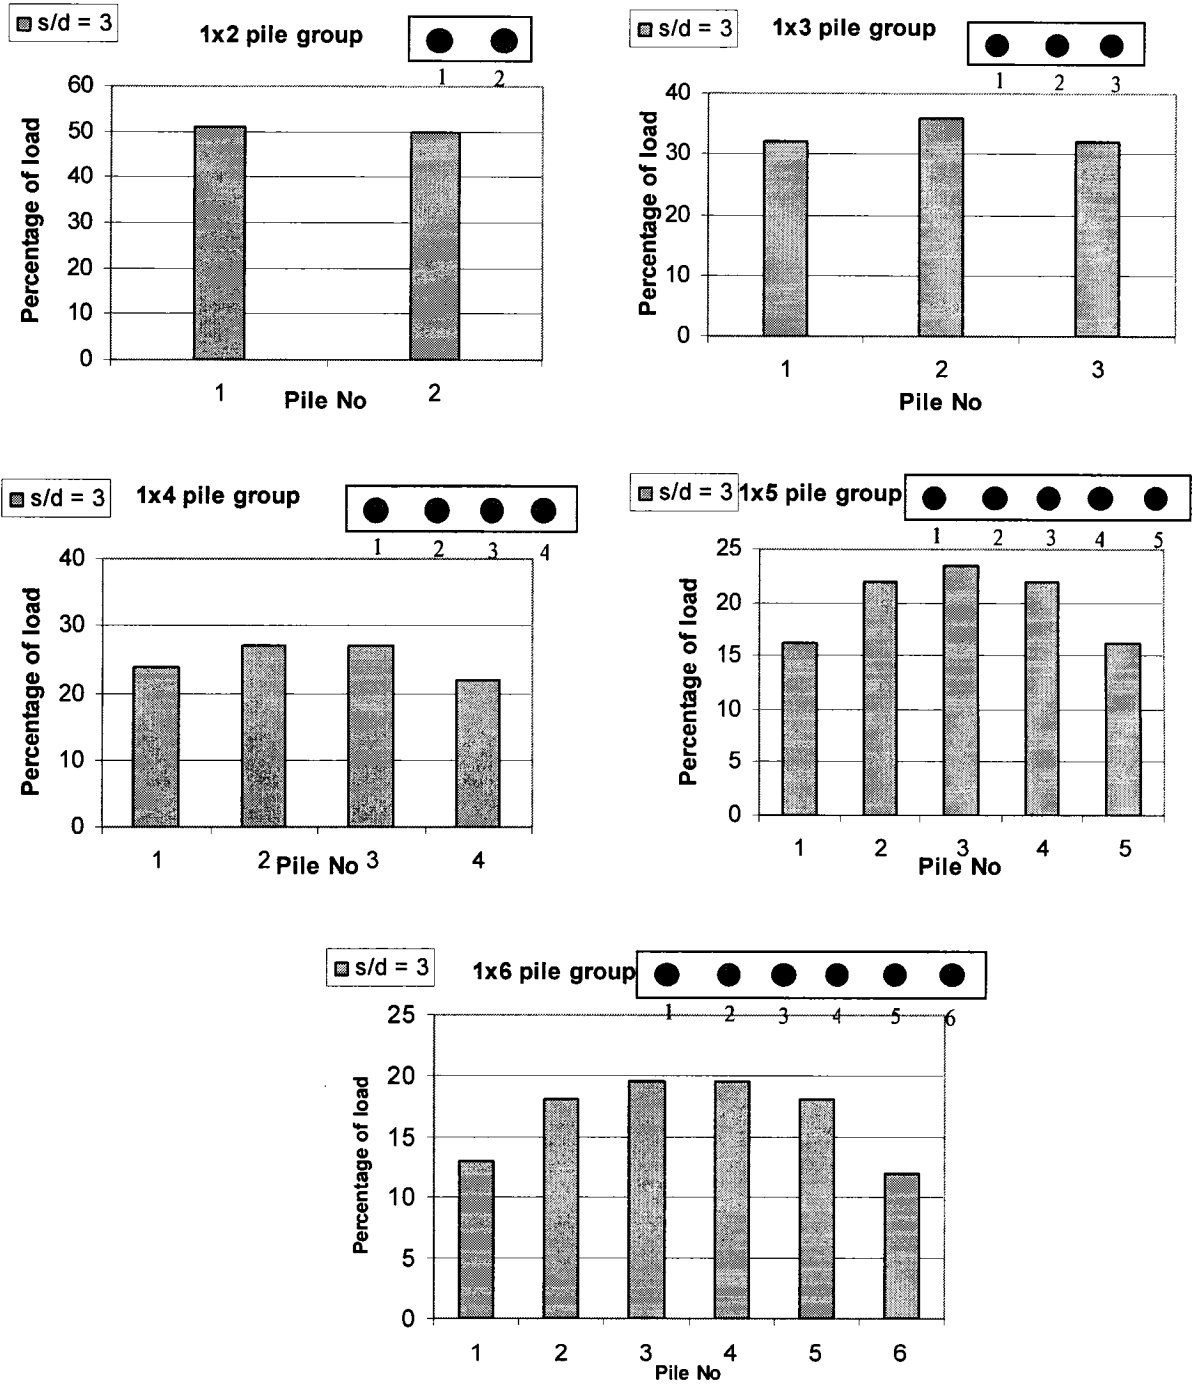 s/d = 3
1x2 pile group
1 2
60
50
40
30
20
10
0
Percentage of load
1 2
Pile No
s/d = 3
1x3 pile group
1 2 3
40
30
20
10
0
Percentage of load
1 2 3
Pile No
s/d = 3
1x4 pile group
1 2 3 4
40
30
20
10
0
Percentage of load
1 2 3 4
Pile No
s/d = 3
1x5 pile group
1 2 3 4 5
25
20
15
10
5
0
Percentage of load
1 2 3 4 5
Pile No
s/d = 3
1x6 pile group
1 2 3 4 5 6
25
20
15
10
5
0
Percentage of load
1 2 3 4 5 6
Pile No